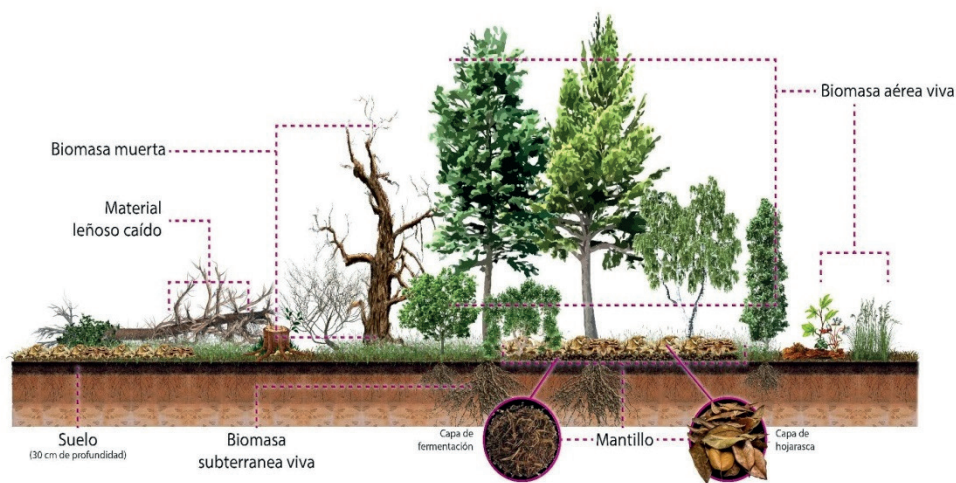 Biomasa aérea viva
Biomasa muerta
Material
leñoso caído
Suelo
(30 cm de profundidad)
Biomasa
subterranea viva
Capa de
fermentación
Mantillo
Capa de
hojarasca